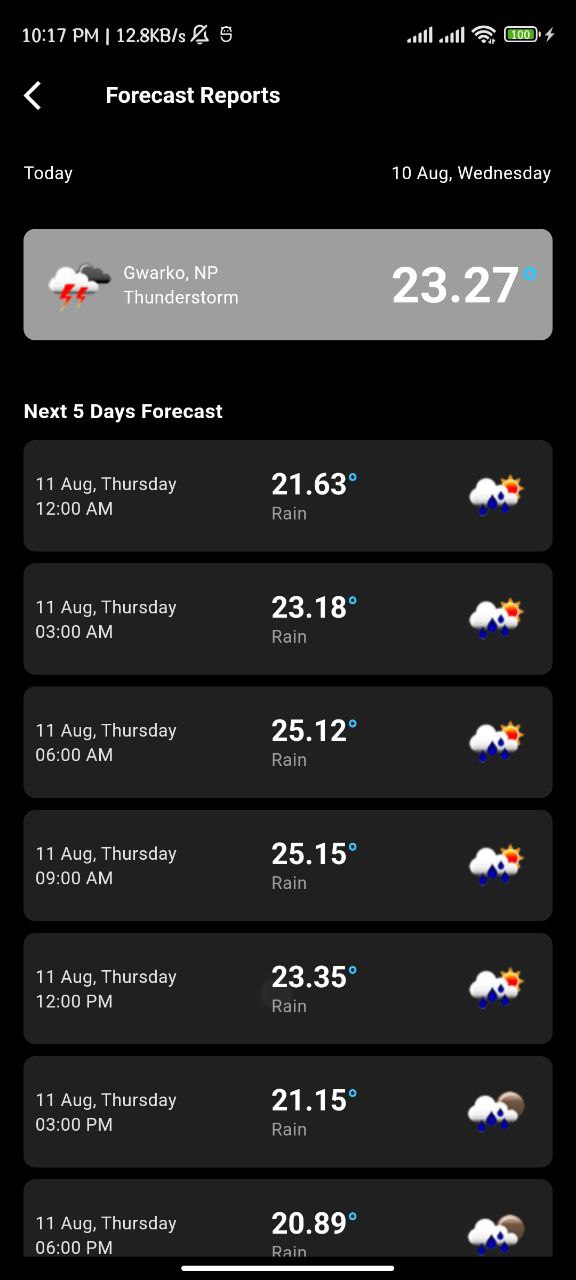 10:17 PM | 12.8KB/s 100
Forecast Reports
Today 10 Aug, Wednesday
Gwarko, NP
Thunderstorm
23.27°
Next 5 Days Forecast
11 Aug, Thursday
12:00 AM
21.63°
Rain
11 Aug, Thursday
03:00 AM
23.18°
Rain
11 Aug, Thursday
06:00 AM
25.12°
Rain
11 Aug, Thursday
09:00 AM
25.15°
Rain
11 Aug, Thursday
12:00 PM
23.35°
Rain
11 Aug, Thursday
03:00 PM
21.15°
Rain
11 Aug, Thursday
06:00 PM
20.89°
Rain